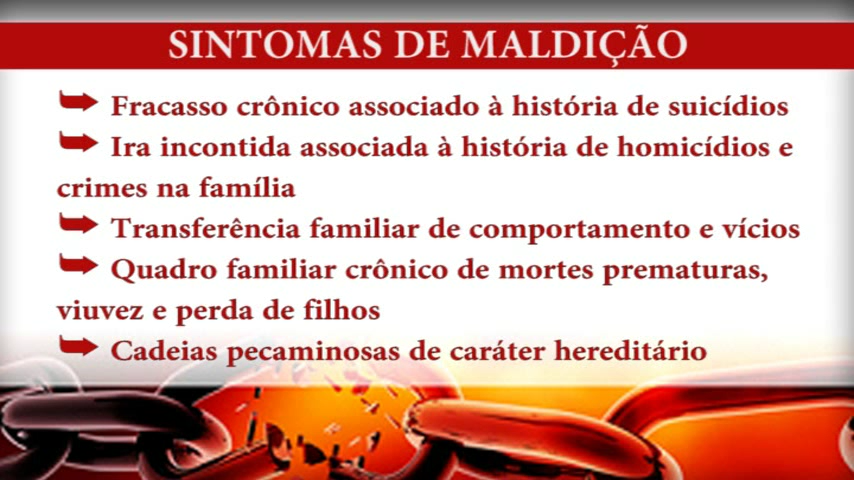 SINTOMAS DE MALDIÇÃO
Fracasso crônico associado à história de suicídios
Ira incontida associada à história de homicídios e
crimes na família
Transferência familiar de comportamento e vícios
Quadro familiar crônico de mortes prematuras,
viuvez e perda de filhos
Cadeias pecaminosas de caráter hereditário